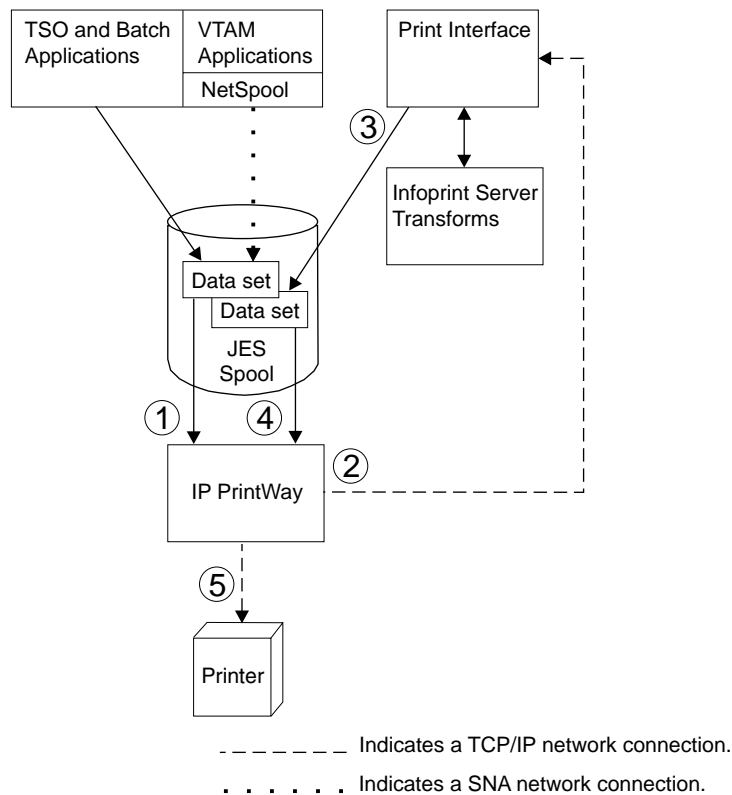 TSO and Batch
Applications
VTAM
Applications
NetSpool
Print Interface
3
Infoprint Server
Transforms
Data set
Data set
JES
Spool
1
4
2
IP PrintWay
5
Printer
Indicates a TCP/IP network connection.
Indicates a SNA network connection.